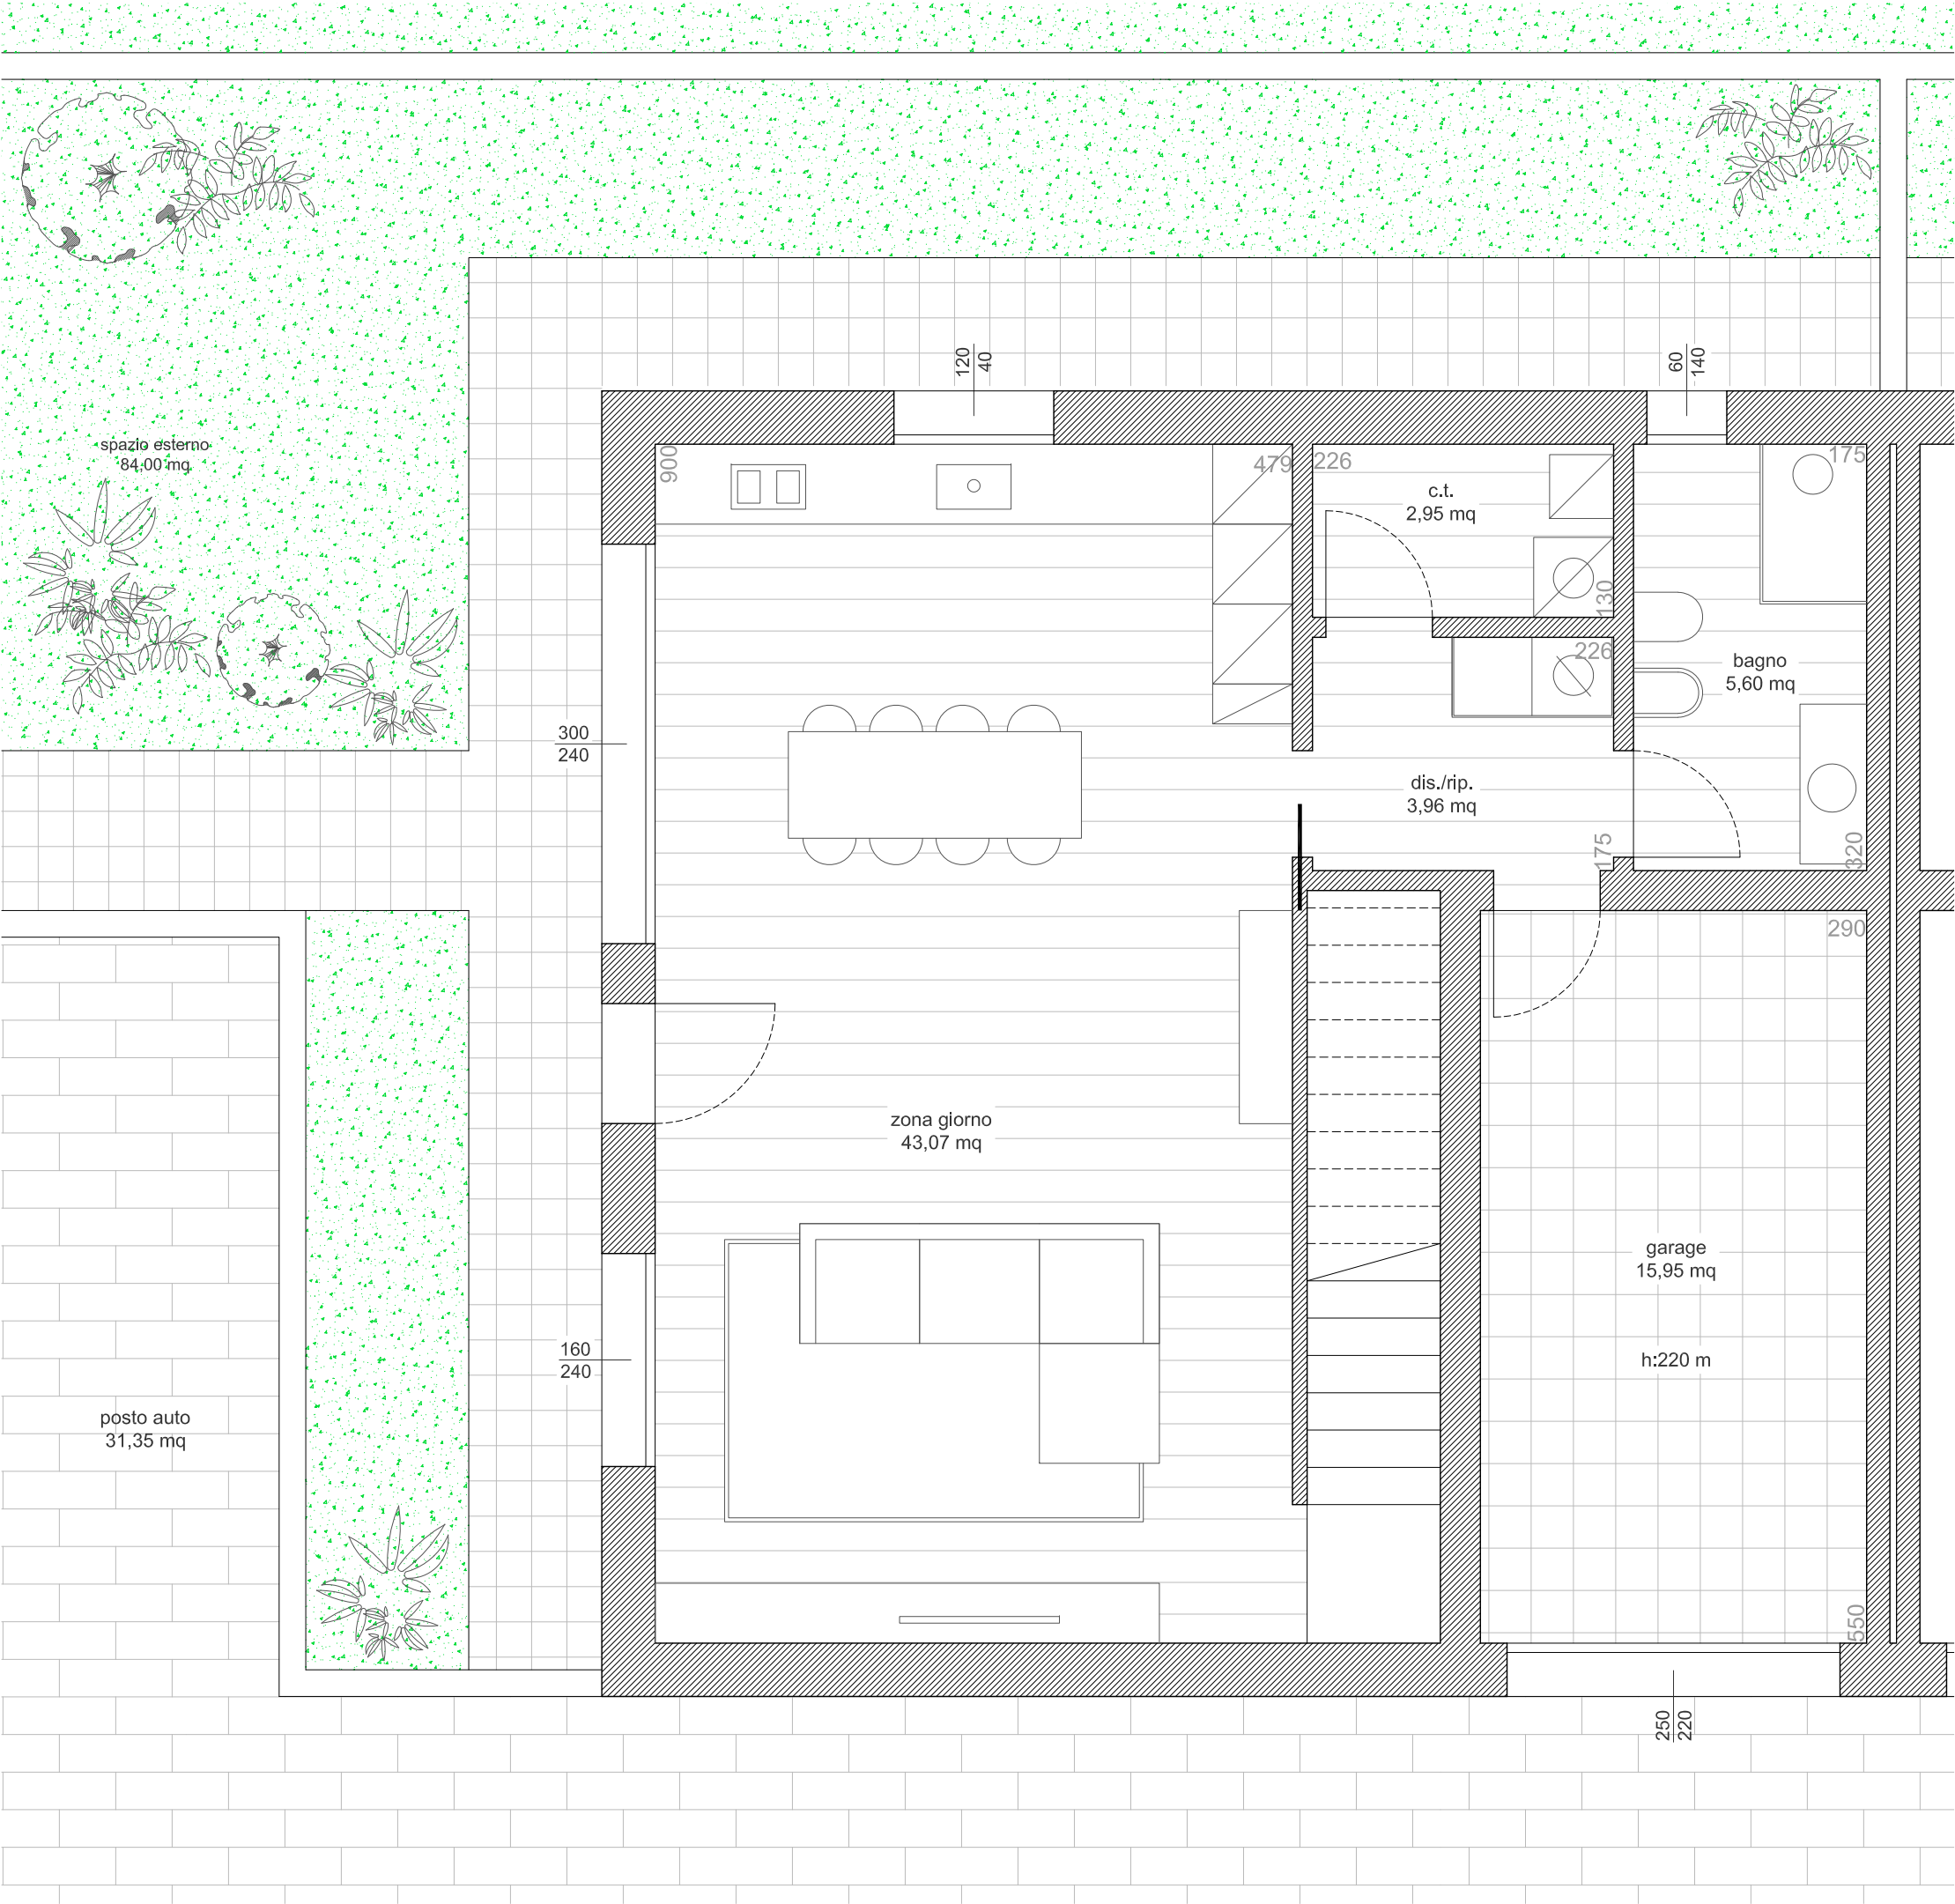 120
40
60
140
spazio esterno
84,00 mq
900
479
226
c.t.
2,95 mq
175
130
226
bagno
5,60 mq
300
240
dis./rip.
3,96 mq
175
320
290
zona giorno
43,07 mq
garage
15,95 mq
160
240
h:220 m
posto auto
31,35 mq
550
250
220